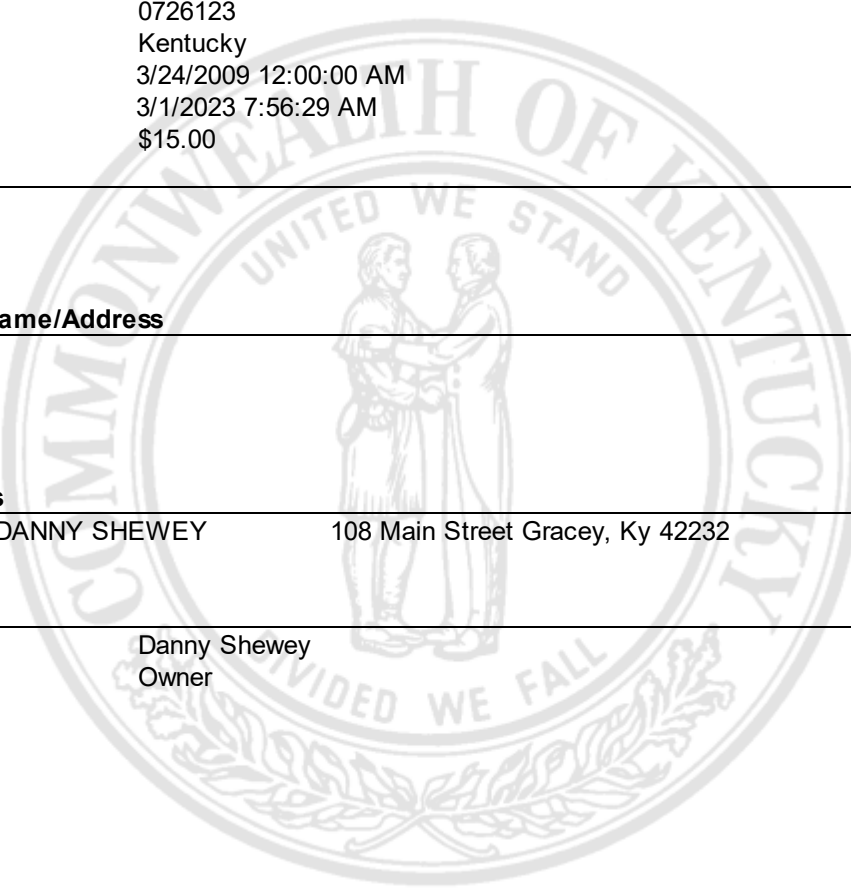 0726123
Kentucky
3/24/2009 12:00:00 AM
3/1/2023 7:56:29 AM
$15.00
COMMONWEALTH OF KENTUCKY
UNITED WE STAND
ame/Address
s
DANNY SHEWEY 108 Main Street Gracey, Ky 42232
Danny Shewey
Owner
DIVIDED WE FALL